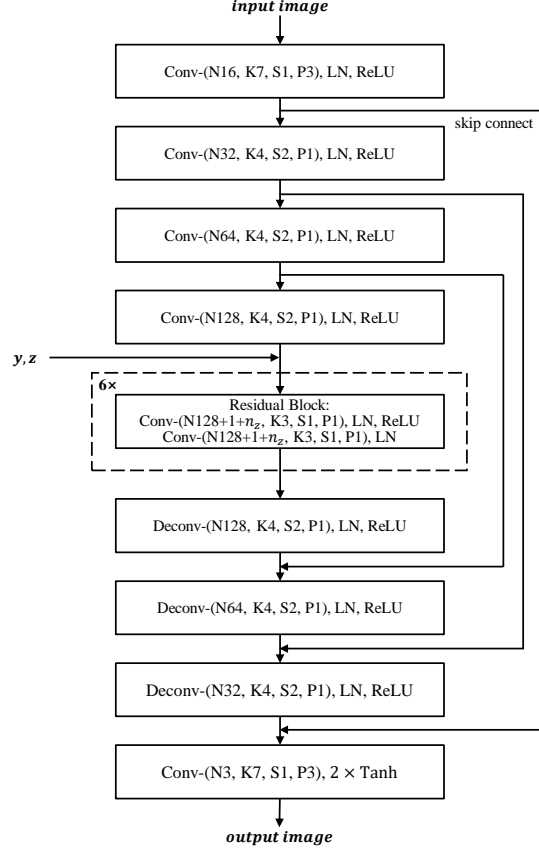 input image
Conv-(N16, K7, S1, P3), LN, ReLU
skip connect
Conv-(N32, K4, S2, P1), LN, ReLU
Conv-(N64, K4, S2, P1), LN, ReLU
Conv-(N128, K4, S2, P1), LN, ReLU
y, z
6×
Residual Block:
Conv-(N128+1+n_z, K3, S1, P1), LN, ReLU
Conv-(N128+1+n_z, K3, S1, P1), LN
Deconv-(N128, K4, S2, P1), LN, ReLU
Deconv-(N64, K4, S2, P1), LN, ReLU
Deconv-(N32, K4, S2, P1), LN, ReLU
Conv-(N3, K7, S1, P3), 2 × Tanh
output image